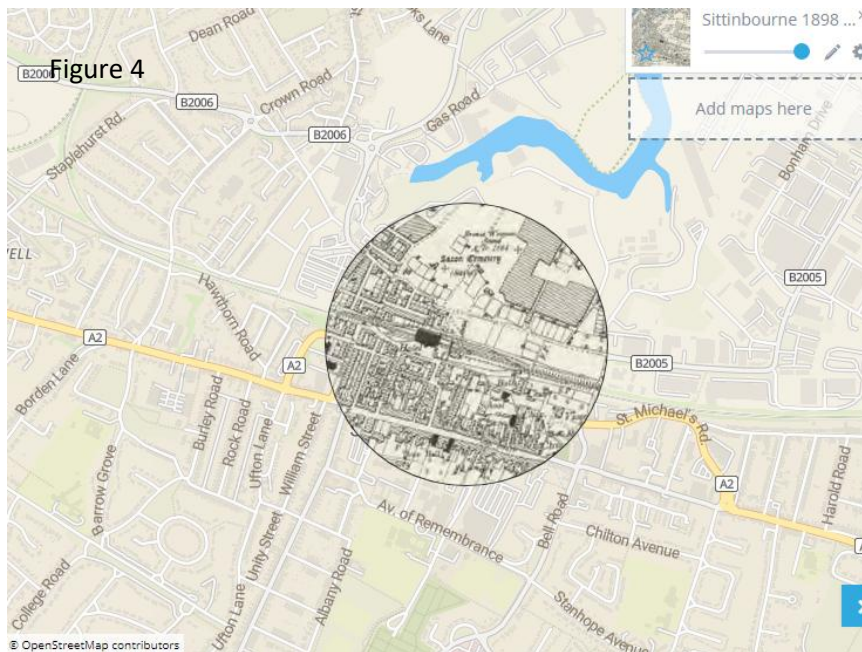 Figure 4
Sittinbourne 1898 ...
Add maps here
Dean Road
B2006
Crown Road
B2006
B2006
Gas Road
Staplehurst Rd.
Bonham Drive
B2005
Saxon Cemetery
Hawthorn Road
A2
A2
B2005
Borden Lane
Burley Road
Rock Road
Ufton Lane
William Street
St. Michael's Rd.
A2
Harold Road
Barrow Grove
Av. of Remembrance
Bell Road
Chilton Avenue
Unity Street
Albany Road
College Road
Ufton Lane
Stanhope Avenue
© OpenStreetMap contributors